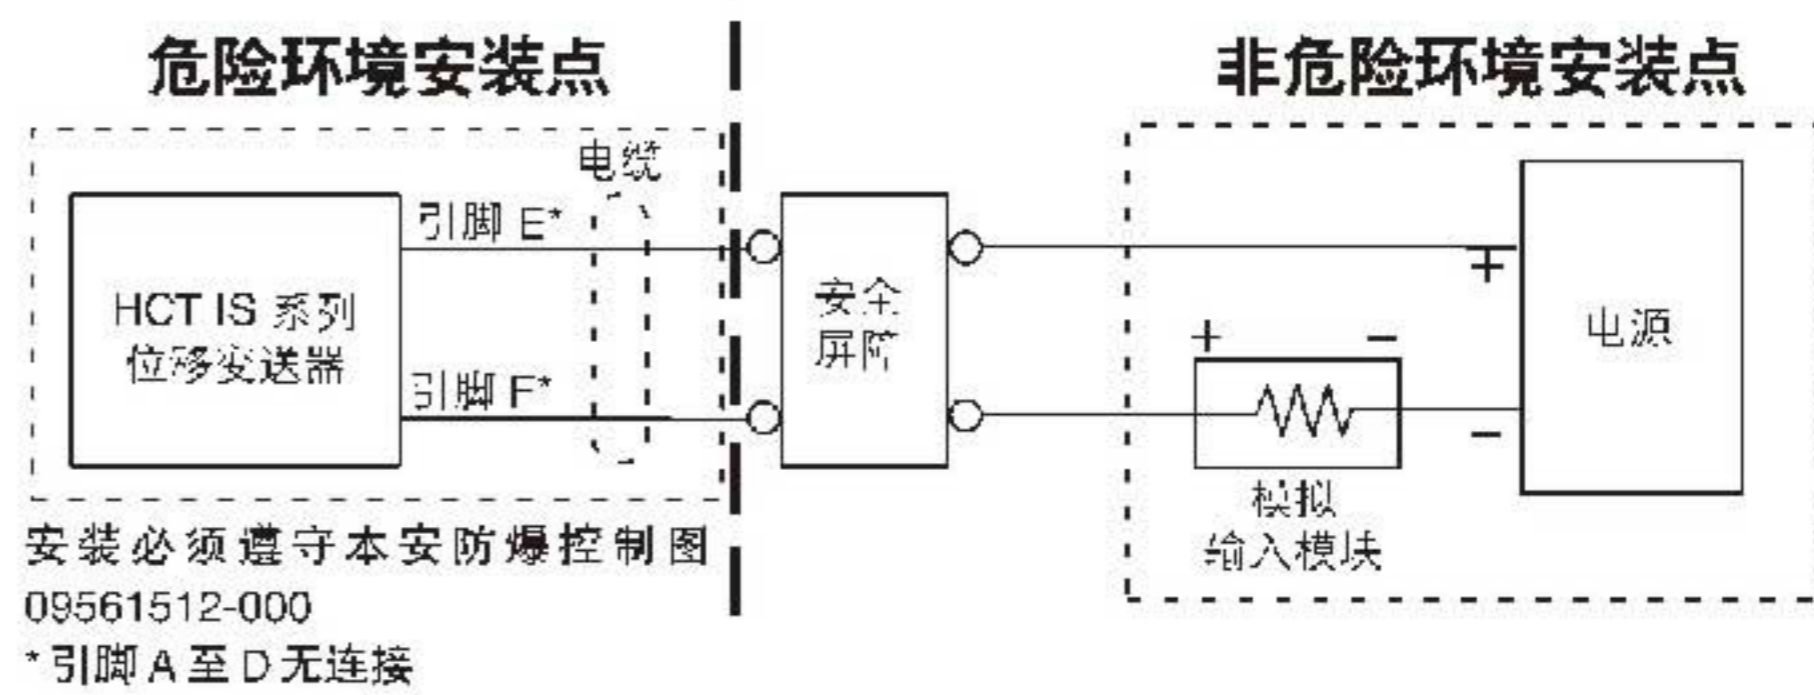 危险环境安装点
非危险环境安装点
电缆
引脚 E*
HCT IS 系列
位移变送器
引脚 F*
安全
屏障
+
−
+
−
电源
模拟
输入模块
安装必须遵守本安防爆控制图
09561512-000
*引脚 A 至 D 无连接